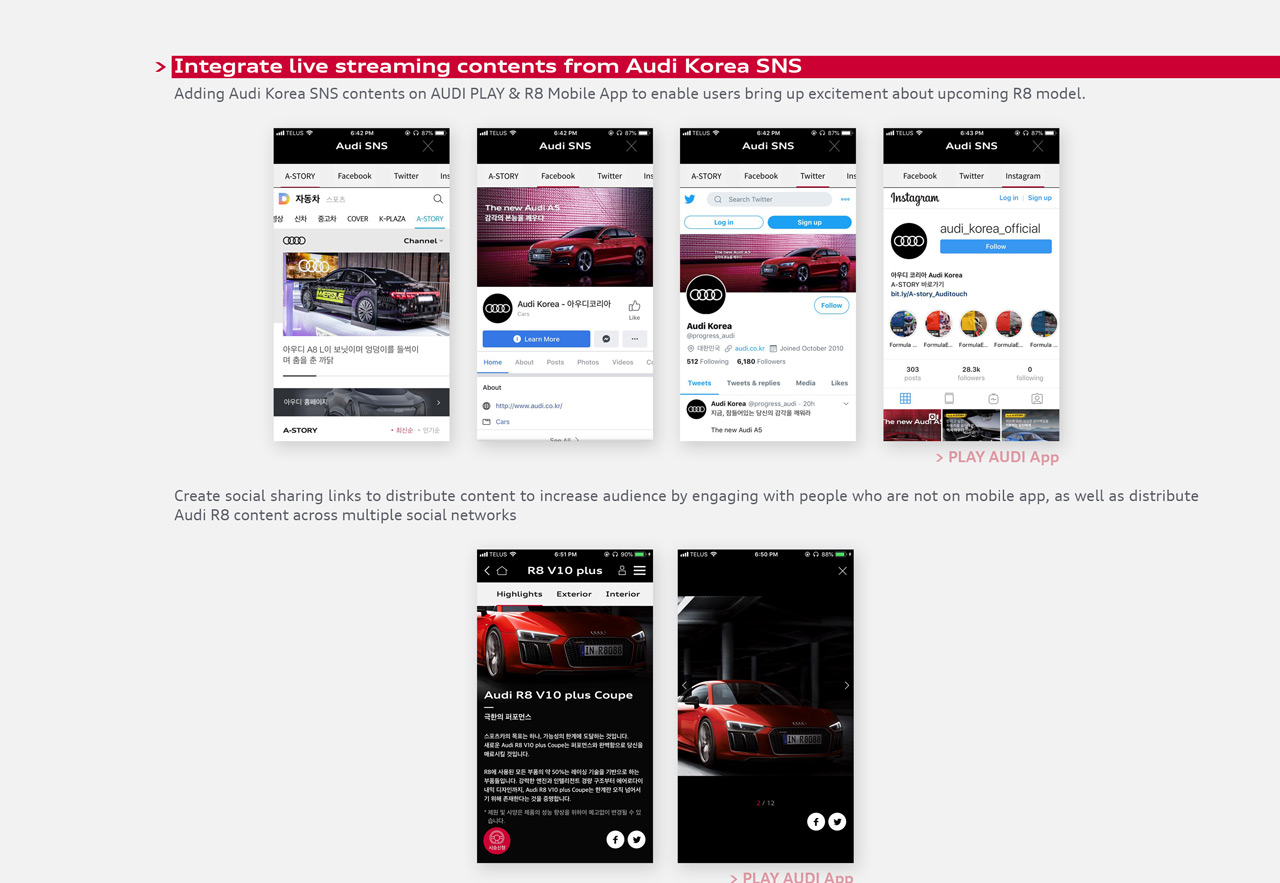 > Integrate live streaming contents from Audi Korea SNS
Adding Audi Korea SNS contents on AUDI PLAY & R8 Mobile App to enable users bring up excitement about upcoming R8 model.
TELUS 6:42 PM 87%
Audi SNS
A-STORY Facebook Twitter Ins
자동차 스포츠
영상 신차 중고차 COVER K-PLAZA A-STORY
Channel
아우디 A8 L이 보닛이며 엉덩이를 들썩이
며 춤을 춘 까닭
아우디 홈페이지
A-STORY • 최신순 • 인기순
TELUS 6:42 PM 87%
Audi SNS
A-STORY Facebook Twitter Ins
The new Audi A5
감각의 본능을 깨우다
Audi Korea - 아우디코리아
Cars
Like
Learn More
Home About Posts Photos Videos Co
About
http://www.audi.co.kr/
Cars
See All
TELUS 6:42 PM 87%
Audi SNS
A-STORY Facebook Twitter Ins
Search Twitter
Log in Sign up
The new Audi A5
Follow
Audi Korea
@progress_audi
대한민국 audi.co.kr Joined October 2010
512 Following 6,180 Followers
Tweets Tweets & replies Media Likes
Audi Korea @progress_audi · 20h
지금, 잠들어있는 당신의 감각을 깨워라
The new Audi A5
TELUS 6:43 PM 87%
Audi SNS
Facebook Twitter Instagram
Instagram Log in | Sign up
audi_korea_official
Follow
아우디 코리아 Audi Korea
A-STORY 바로가기
bit.ly/A-story_Auditouch
Formula ... FormulaE... FormulaE... FormulaE... Formula ...
303 28.3k 0
posts followers following
The new Audi A
> PLAY AUDI App
Create social sharing links to distribute content to increase audience by engaging with people who are not on mobile app, as well as distribute
Audi R8 content across multiple social networks
TELUS 6:51 PM 90%
R8 V10 plus
Highlights Exterior Interior
IN R8088
Audi R8 V10 plus Coupe
극한의 퍼포먼스
스포츠카의 목표는 하나, 가능성의 한계에 도달하는 것입니다.
새로운 Audi R8 V10 plus Coupe는 퍼포먼스와 완벽함으로 당신을
매료시킬 것입니다.
R8에 사용된 모든 부품의 약 50%는 레이싱 기술을 기반으로 하는
부품들입니다. 강력한 엔진과 인텔리전트 경량 구조부터 에어로다이
내믹 디자인까지, Audi R8 V10 plus Coupe는 한계란 오직 넘어서
기 위해 존재한다는 것을 증명합니다.
* 제원 및 사양은 제품의 성능 향상을 위하여 예고없이 변경될 수 있
습니다.
시승신청
TELUS 6:50 PM 88%
IN R8088
2 / 12
> PLAY AUDI App